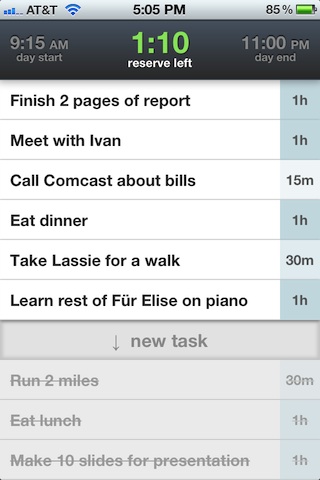 AT&T 5:05 PM 85 %
9:15 AM 1:10 11:00 PM
day start reserve left day end
Finish 2 pages of report 1h
Meet with Ivan 1h
Call Comcast about bills 15m
Eat dinner 1h
Take Lassie for a walk 30m
Learn rest of Für Elise on piano 1h
↓ new task
Run 2 miles 30m
Eat lunch 1h
Make 10 slides for presentation 1h